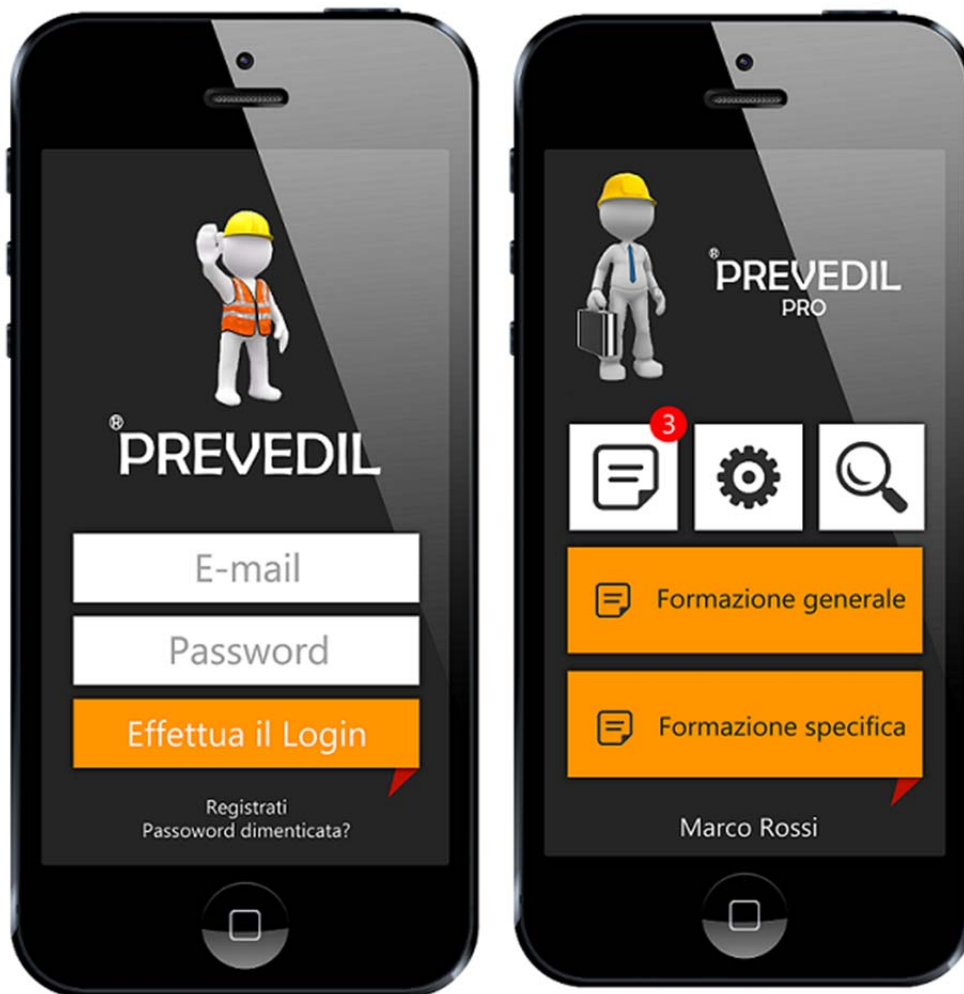 ®PREVEDIL
E-mail
Password
Effettua il Login
Registrati
Passoword dimenticata?
®PREVEDIL
PRO
3
Formazione generale
Formazione specifica
Marco Rossi